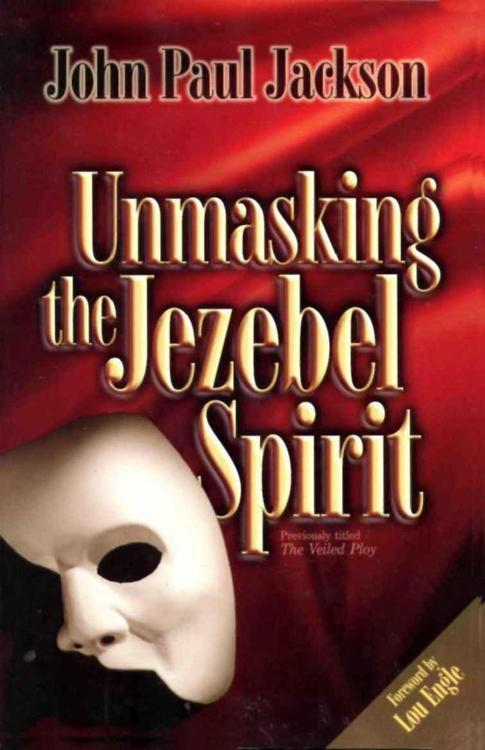 John Paul Jackson
Unmasking
the Jezebel
Spirit
Previously titled
The Veiled Ploy
Foreword by
Lou Engle